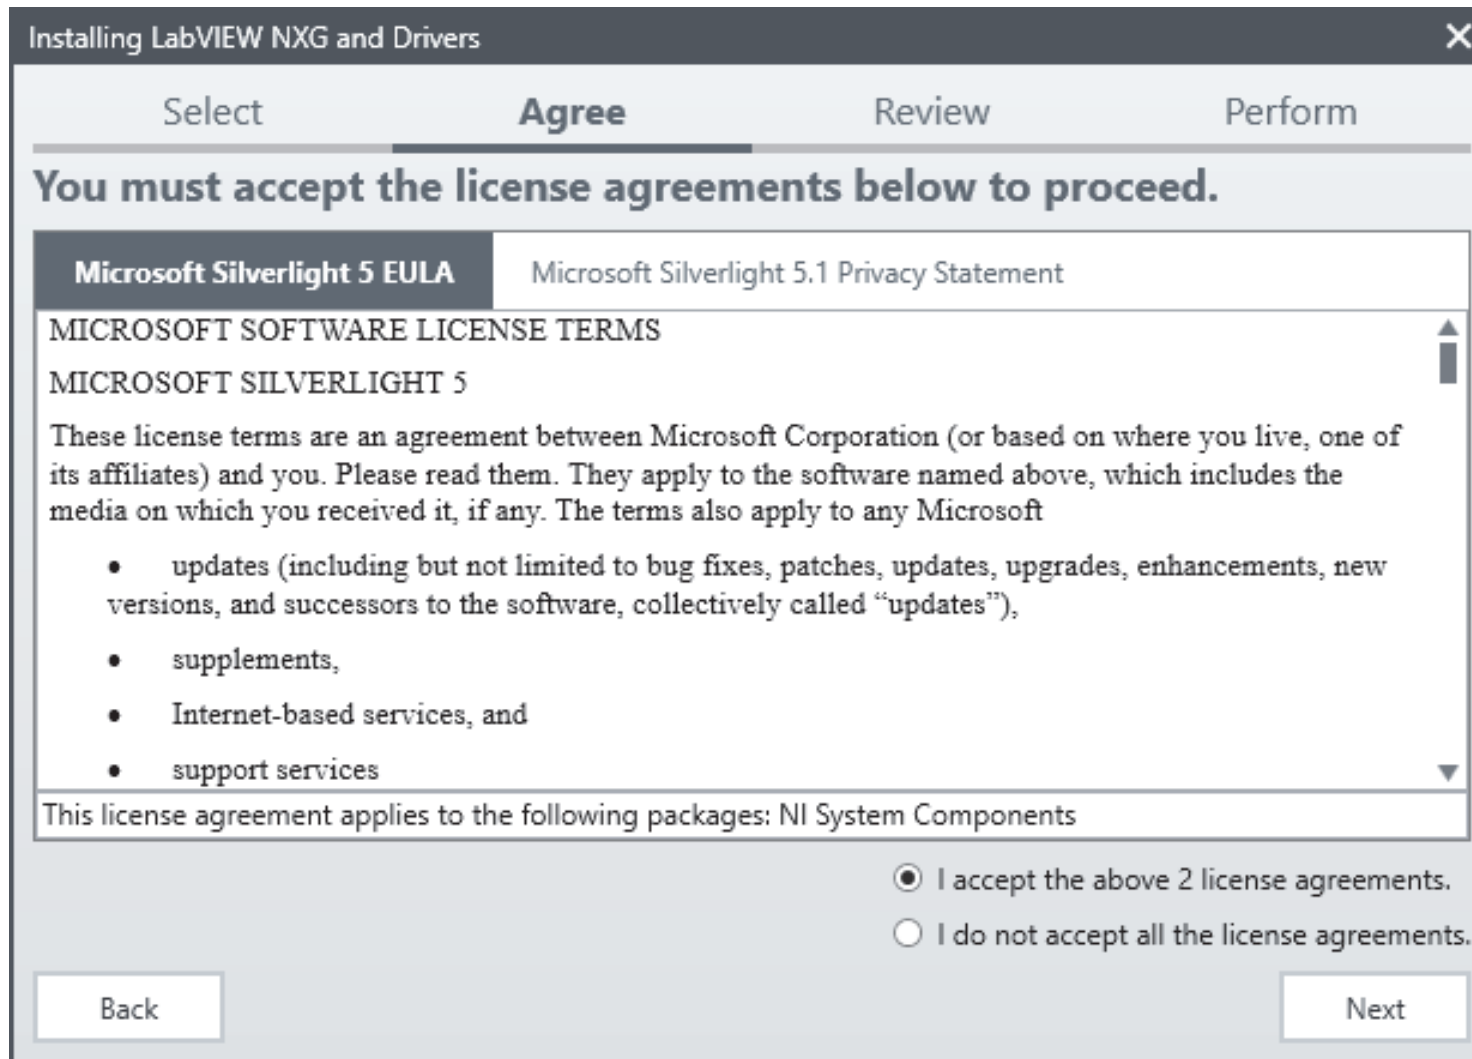 Installing LabVIEW NXG and Drivers
Select Agree Review Perform
You must accept the license agreements below to proceed.
Microsoft Silverlight 5 EULA Microsoft Silverlight 5.1 Privacy Statement
MICROSOFT SOFTWARE LICENSE TERMS
MICROSOFT SILVERLIGHT 5
These license terms are an agreement between Microsoft Corporation (or based on where you live, one of
its affiliates) and you. Please read them. They apply to the software named above, which includes the
media on which you received it, if any. The terms also apply to any Microsoft
• updates (including but not limited to bug fixes, patches, updates, upgrades, enhancements, new
versions, and successors to the software, collectively called “updates”),
• supplements,
• Internet-based services, and
• support services
This license agreement applies to the following packages: NI System Components
I accept the above 2 license agreements.
I do not accept all the license agreements.
Back Next